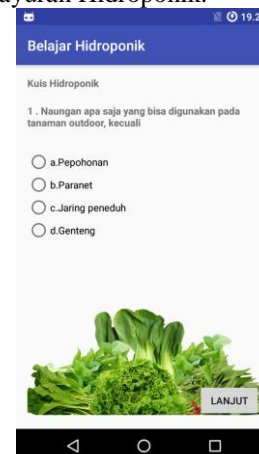 ayuran Hidroponik.
19.2
Belajar Hidroponik
Kuis Hidroponik
1 . Naungan apa saja yang bisa digunakan pada
tanaman outdoor, kecuali
a.Pepohonan
b.Paranet
c.Jaring peneduh
d.Genteng
LANJUT